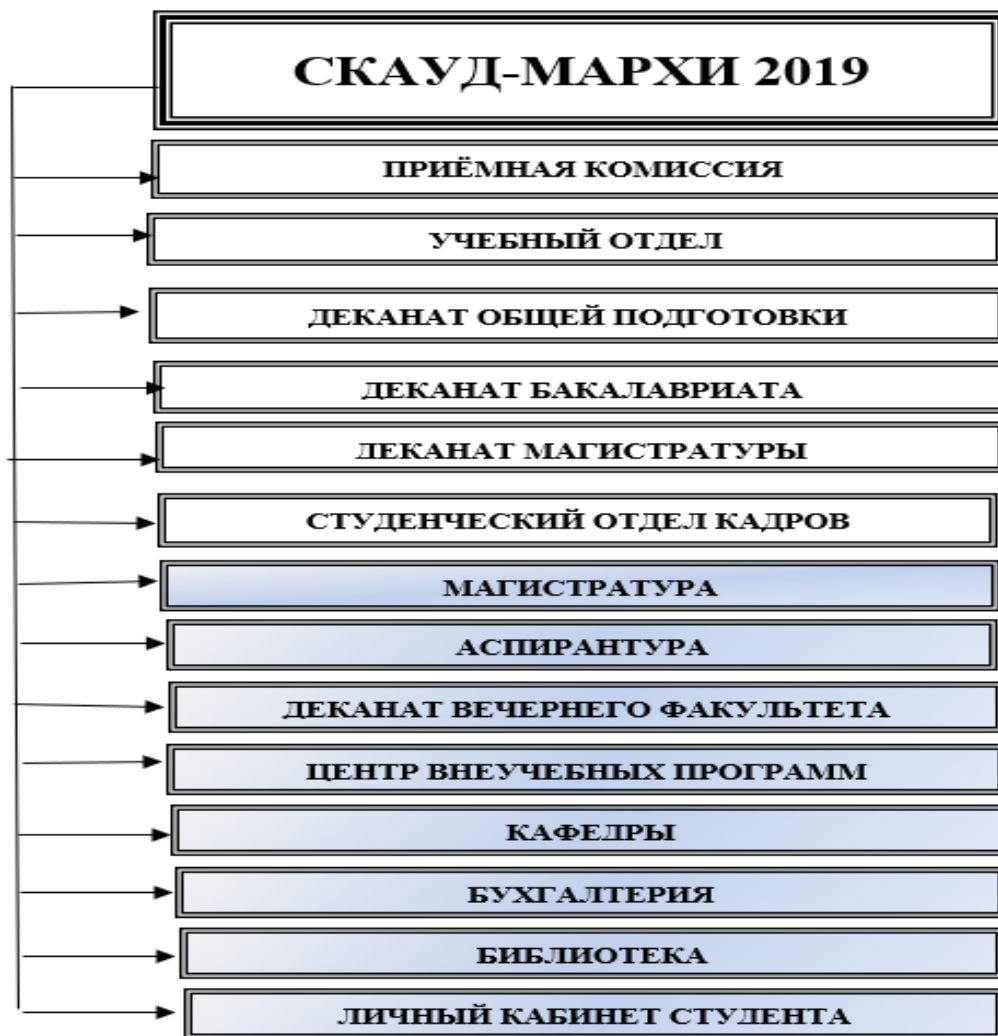 СКАУД-МАРХИ 2019
ПРИЁМНАЯ КОМИССИЯ
УЧЕБНЫЙ ОТДЕЛ
ДЕКАНАТ ОБЩЕЙ ПОДГОТОВКИ
ДЕКАНАТ БАКАЛАВРИАТА
ДЕКАНАТ МАГИСТРАТУРЫ
СТУДЕНЧЕСКИЙ ОТДЕЛ КАДРОВ
МАГИСТРАТУРА
АСПИРАНТУРА
ДЕКАНАТ ВЕЧЕРНЕГО ФАКУЛЬТЕТА
ЦЕНТР ВНЕУЧЕБНЫХ ПРОГРАММ
КАФЕДРЫ
БУХГАЛТЕРИЯ
БИБЛИОТЕКА
ЛИЧНЫЙ КАБИНЕТ СТУДЕНТА